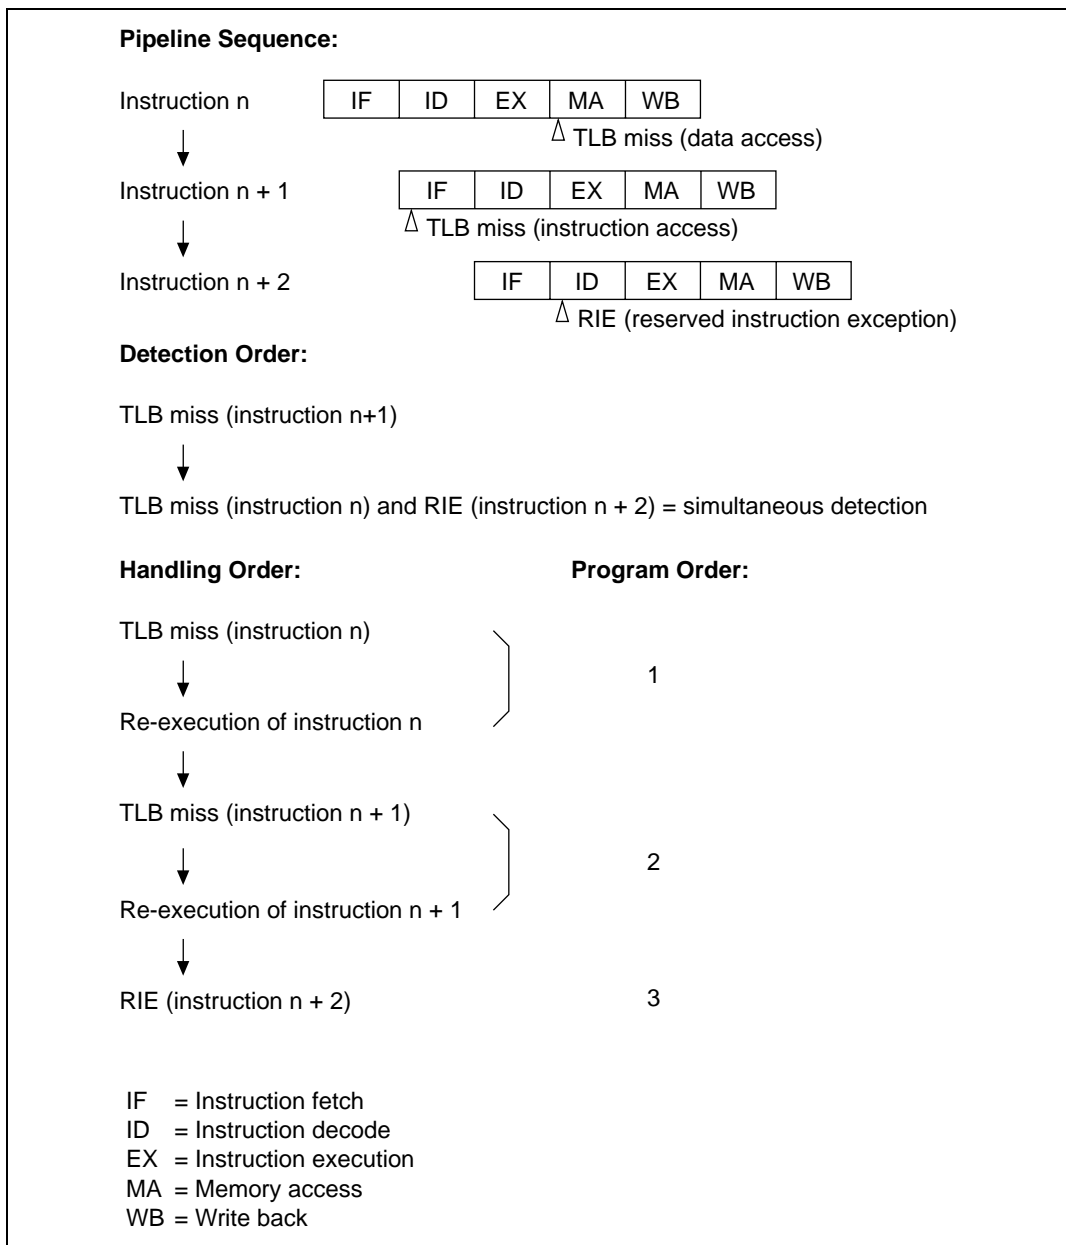 Pipeline Sequence:
Instruction n IF ID EX MA WB
TLB miss (data access)
Instruction n + 1 IF ID EX MA WB
TLB miss (instruction access)
Instruction n + 2 IF ID EX MA WB
RIE (reserved instruction exception)
Detection Order:
TLB miss (instruction n+1)
TLB miss (instruction n) and RIE (instruction n + 2) = simultaneous detection
Handling Order: Program Order:
TLB miss (instruction n)
1
Re-execution of instruction n
TLB miss (instruction n + 1)
2
Re-execution of instruction n + 1
RIE (instruction n + 2) 3
IF = Instruction fetch
ID = Instruction decode
EX = Instruction execution
MA = Memory access
WB = Write back